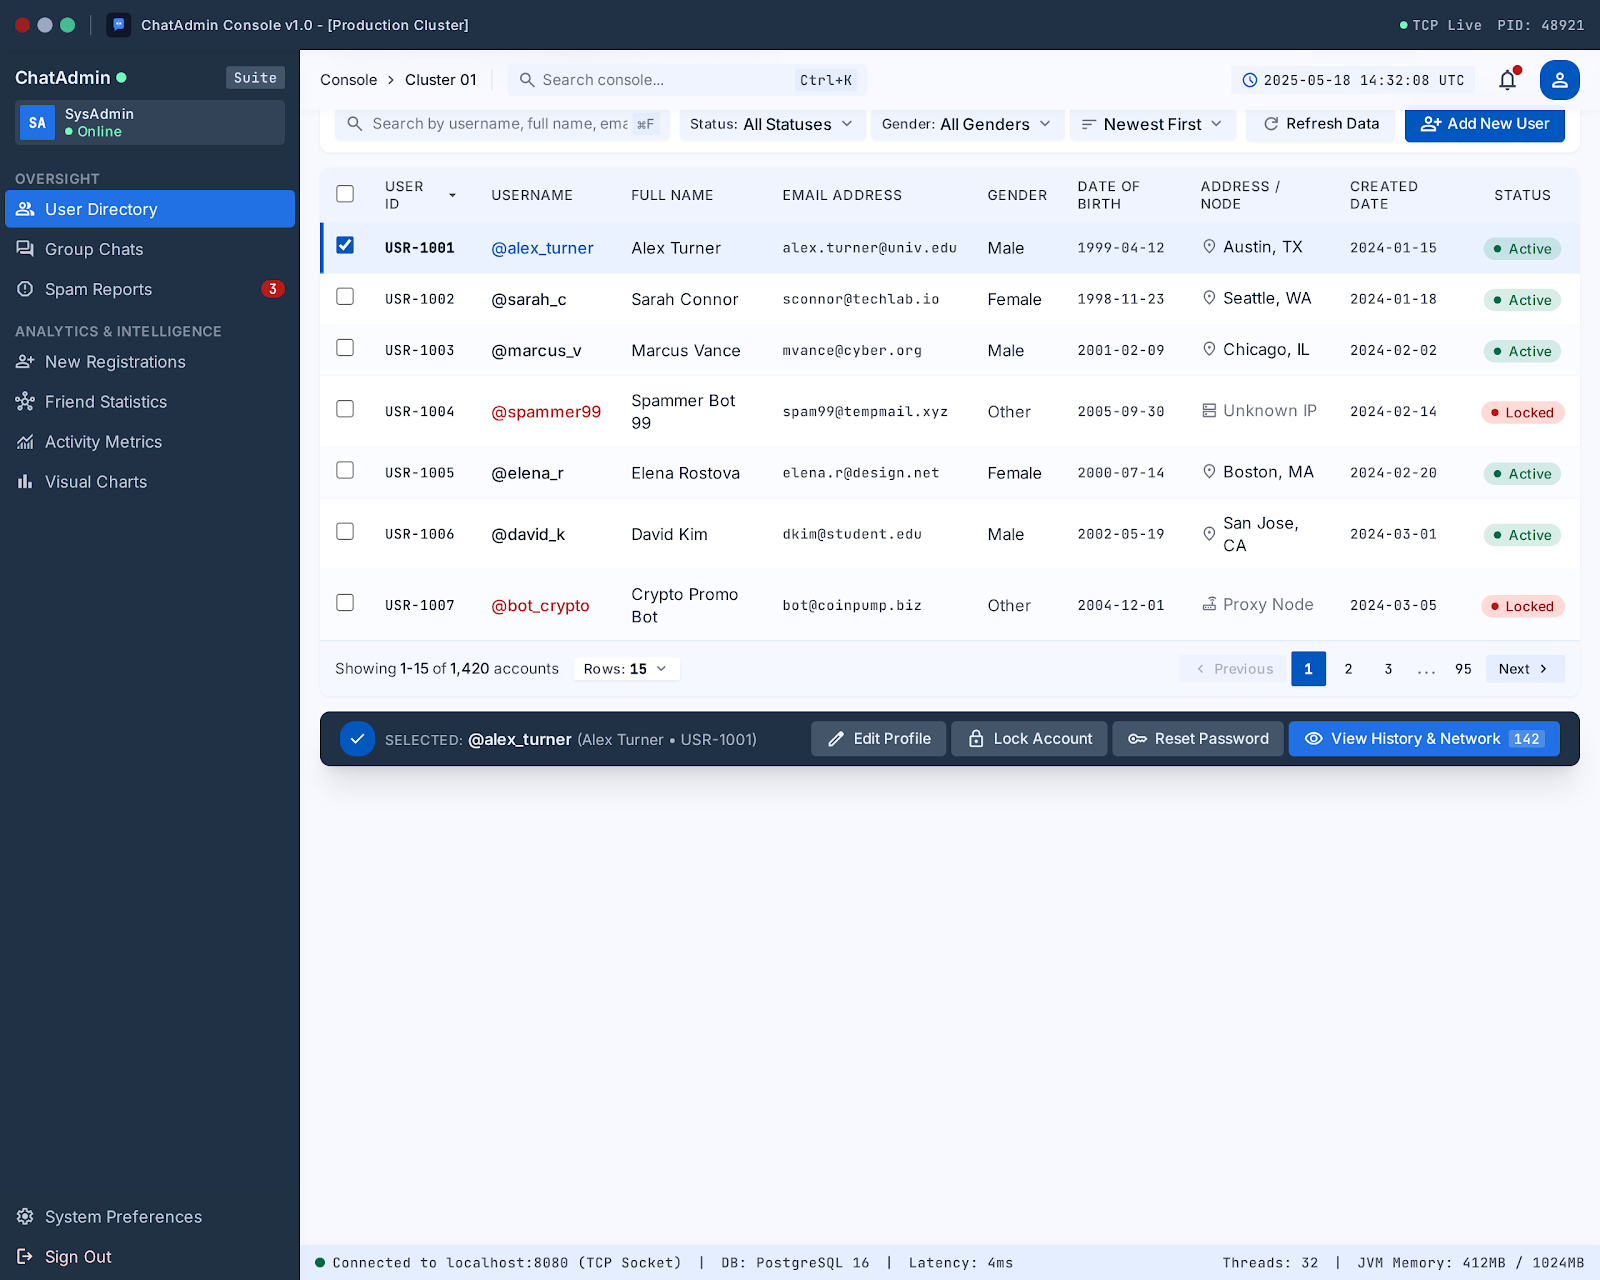 ChatAdmin Console v1.0 - [Production Cluster]
TCP Live PID: 48921
ChatAdmin
Suite
SA
SysAdmin
Online
OVERSIGHT
User Directory
Group Chats
Spam Reports
3
ANALYTICS & INTELLIGENCE
New Registrations
Friend Statistics
Activity Metrics
Visual Charts
System Preferences
Sign Out
Console > Cluster 01
Search console...
Ctrl+K
2025-05-18 14:32:08 UTC
Search by username, full name, ema
⌘F
Status: All Statuses
Gender: All Genders
Newest First
Refresh Data
Add New User
USER ID USERNAME FULL NAME EMAIL ADDRESS GENDER DATE OF BIRTH ADDRESS / NODE CREATED DATE STATUS
USR-1001 @alex_turner Alex Turner alex.turner@univ.edu Male 1999-04-12 Austin, TX 2024-01-15 Active
USR-1002 @sarah_c Sarah Connor sconnor@techlab.io Female 1998-11-23 Seattle, WA 2024-01-18 Active
USR-1003 @marcus_v Marcus Vance mvance@cyber.org Male 2001-02-09 Chicago, IL 2024-02-02 Active
USR-1004 @spammer99 Spammer Bot 99 spam99@tempmail.xyz Other 2005-09-30 Unknown IP 2024-02-14 Locked
USR-1005 @elena_r Elena Rostova elena.r@design.net Female 2000-07-14 Boston, MA 2024-02-20 Active
USR-1006 @david_k David Kim dkim@student.edu Male 2002-05-19 San Jose, CA 2024-03-01 Active
USR-1007 @bot_crypto Crypto Promo Bot bot@coinpump.biz Other 2004-12-01 Proxy Node 2024-03-05 Locked
Showing 1-15 of 1,420 accounts
Rows: 15
Previous 1 2 3 ... 95 Next
SELECTED: @alex_turner (Alex Turner • USR-1001)
Edit Profile
Lock Account
Reset Password
View History & Network 142
Connected to localhost:8080 (TCP Socket) | DB: PostgreSQL 16 | Latency: 4ms
Threads: 32 | JVM Memory: 412MB / 1024MB